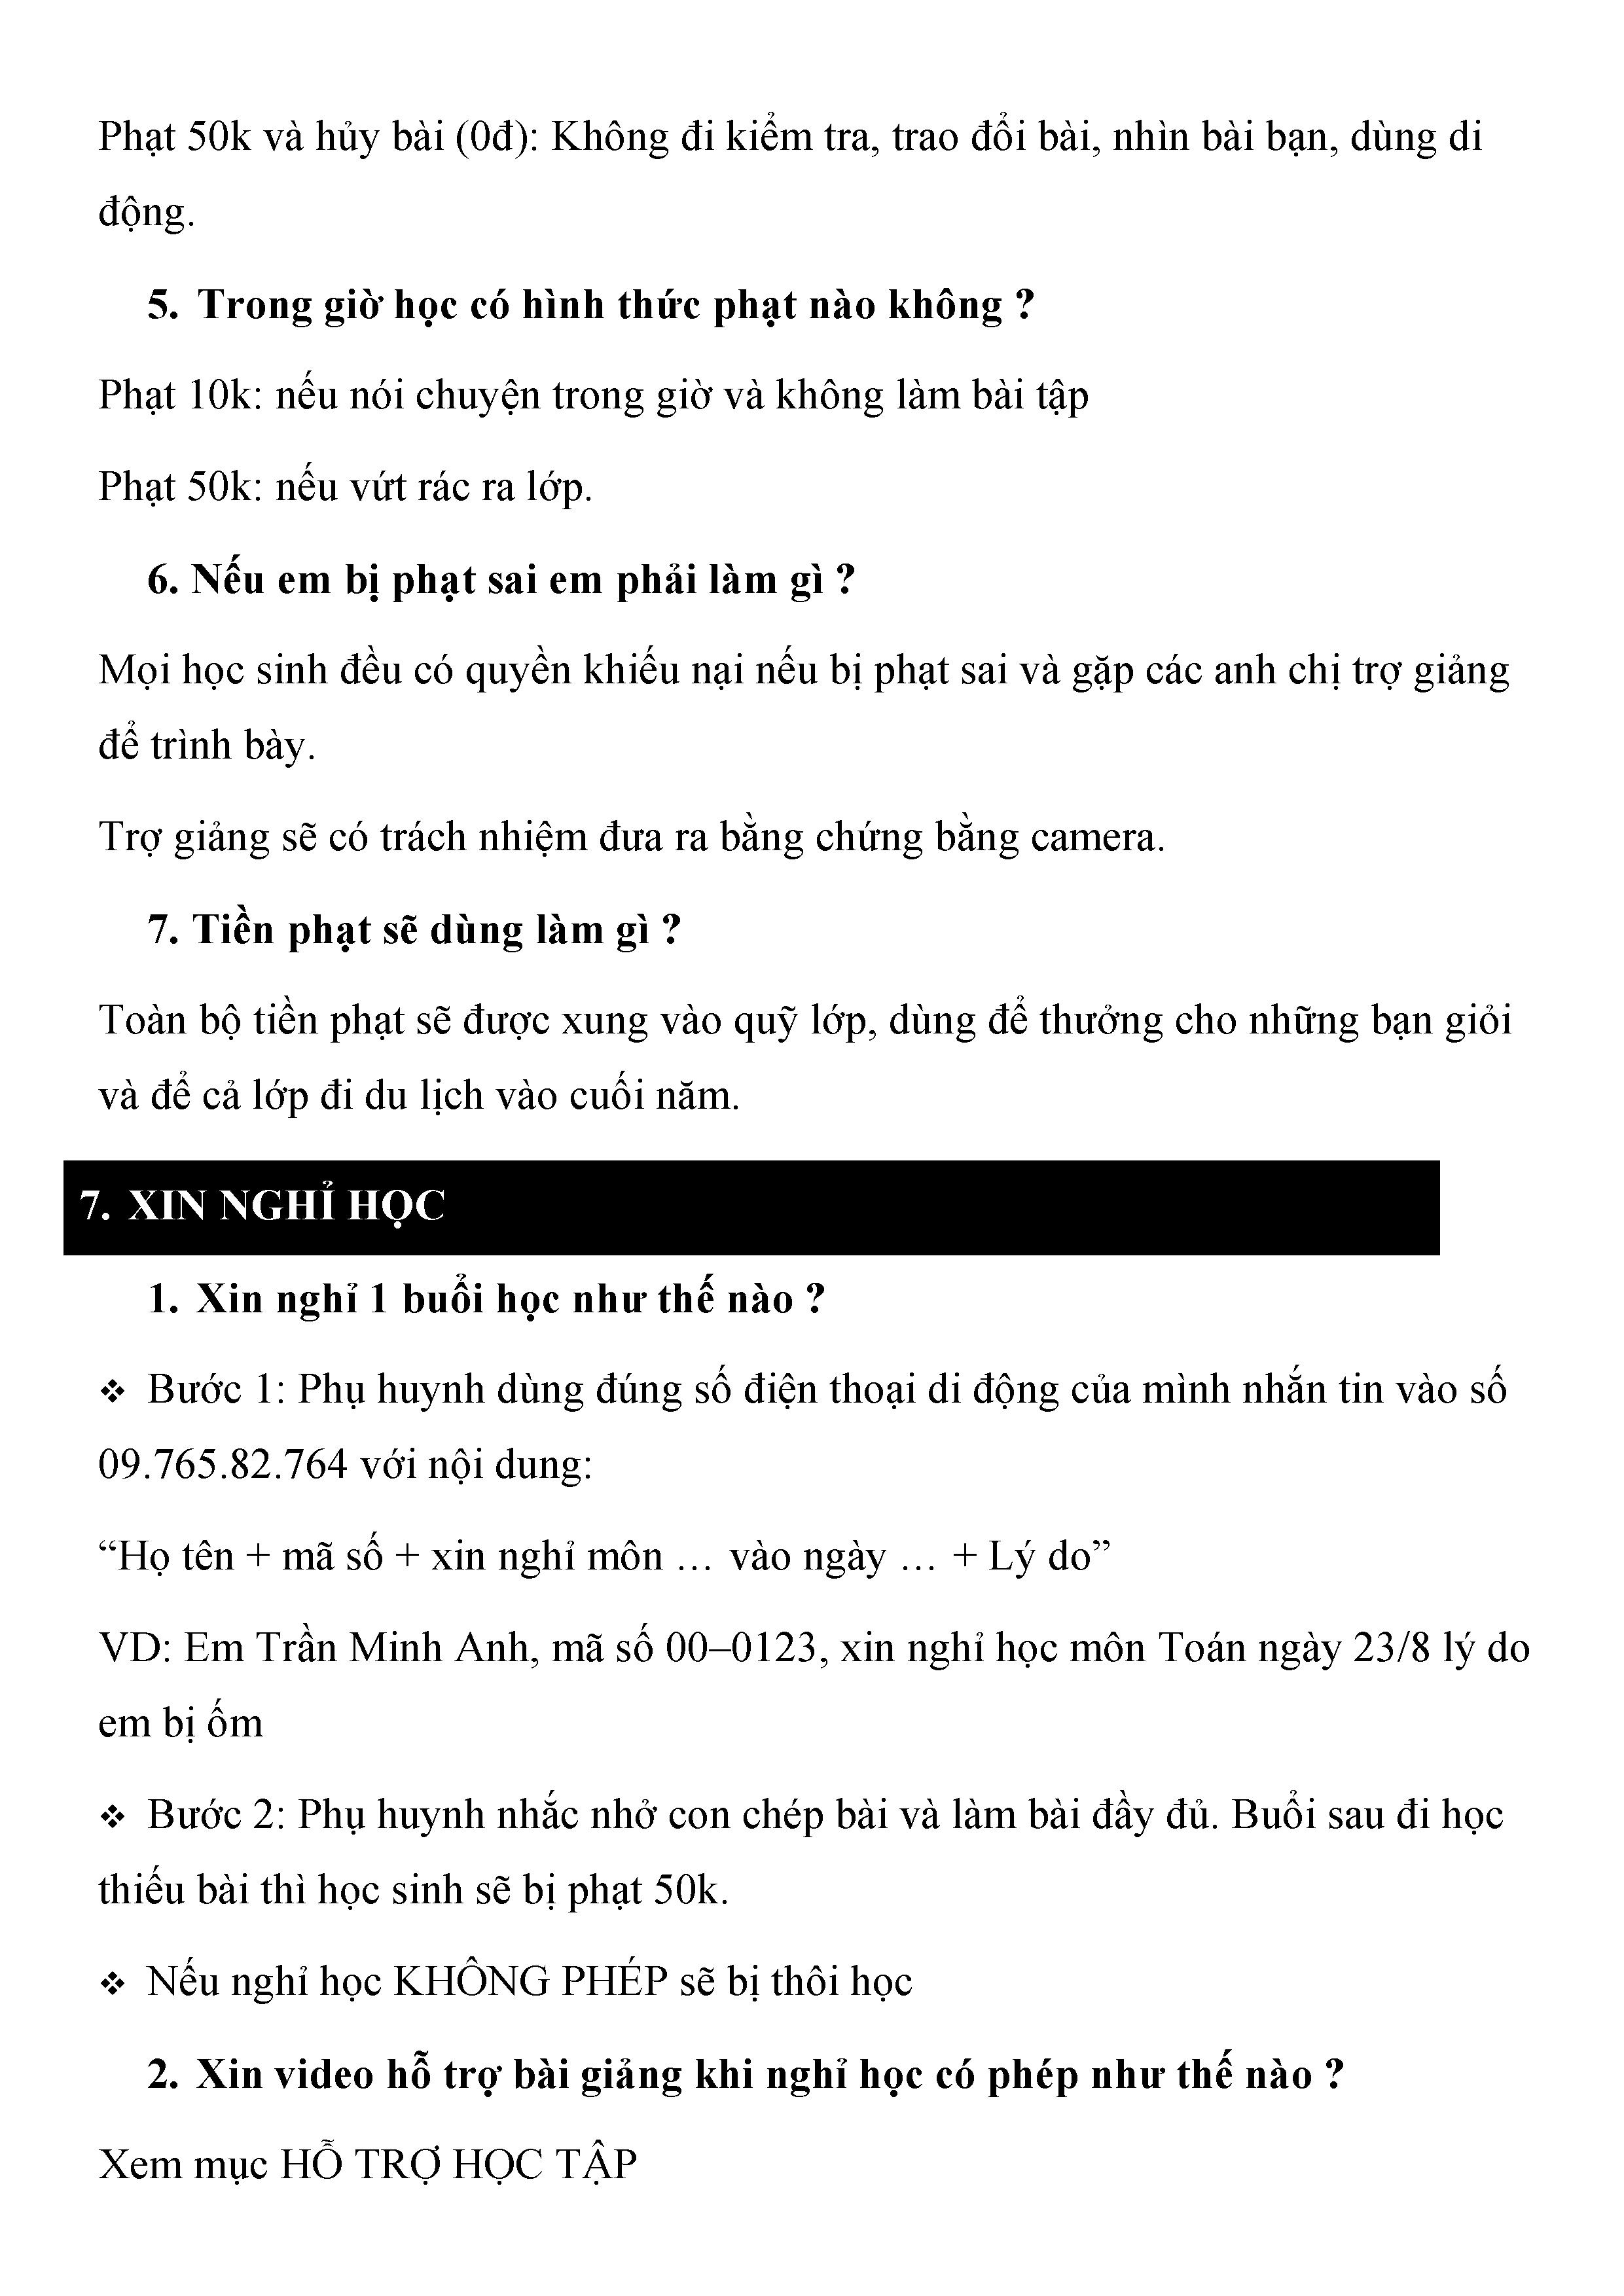 Phạt 50k và hủy bài (0đ): Không đi kiểm tra, trao đổi bài, nhìn bài bạn, dùng di
động.
5. Trong giờ học có hình thức phạt nào không ?
Phạt 10k: nếu nói chuyện trong giờ và không làm bài tập
Phạt 50k: nếu vứt rác ra lớp.
6. Nếu em bị phạt sai em phải làm gì ?
Mọi học sinh đều có quyền khiếu nại nếu bị phạt sai và gặp các anh chị trợ giảng
để trình bày.
Trợ giảng sẽ có trách nhiệm đưa ra bằng chứng bằng camera.
7. Tiền phạt sẽ dùng làm gì ?
Toàn bộ tiền phạt sẽ được xung vào quỹ lớp, dùng để thưởng cho những bạn giỏi
và để cả lớp đi du lịch vào cuối năm.
7. XIN NGHỈ HỌC
1. Xin nghỉ 1 buổi học như thế nào ?
❖ Bước 1: Phụ huynh dùng đúng số điện thoại di động của mình nhắn tin vào số
09.765.82.764 với nội dung:
“Họ tên + mã số + xin nghỉ môn … vào ngày … + Lý do”
VD: Em Trần Minh Anh, mã số 00–0123, xin nghỉ học môn Toán ngày 23/8 lý do
em bị ốm
❖ Bước 2: Phụ huynh nhắc nhở con chép bài và làm bài đầy đủ. Buổi sau đi học
thiếu bài thì học sinh sẽ bị phạt 50k.
❖ Nếu nghỉ học KHÔNG PHÉP sẽ bị thôi học
2. Xin video hỗ trợ bài giảng khi nghỉ học có phép như thế nào ?
Xem mục HỖ TRỢ HỌC TẬP